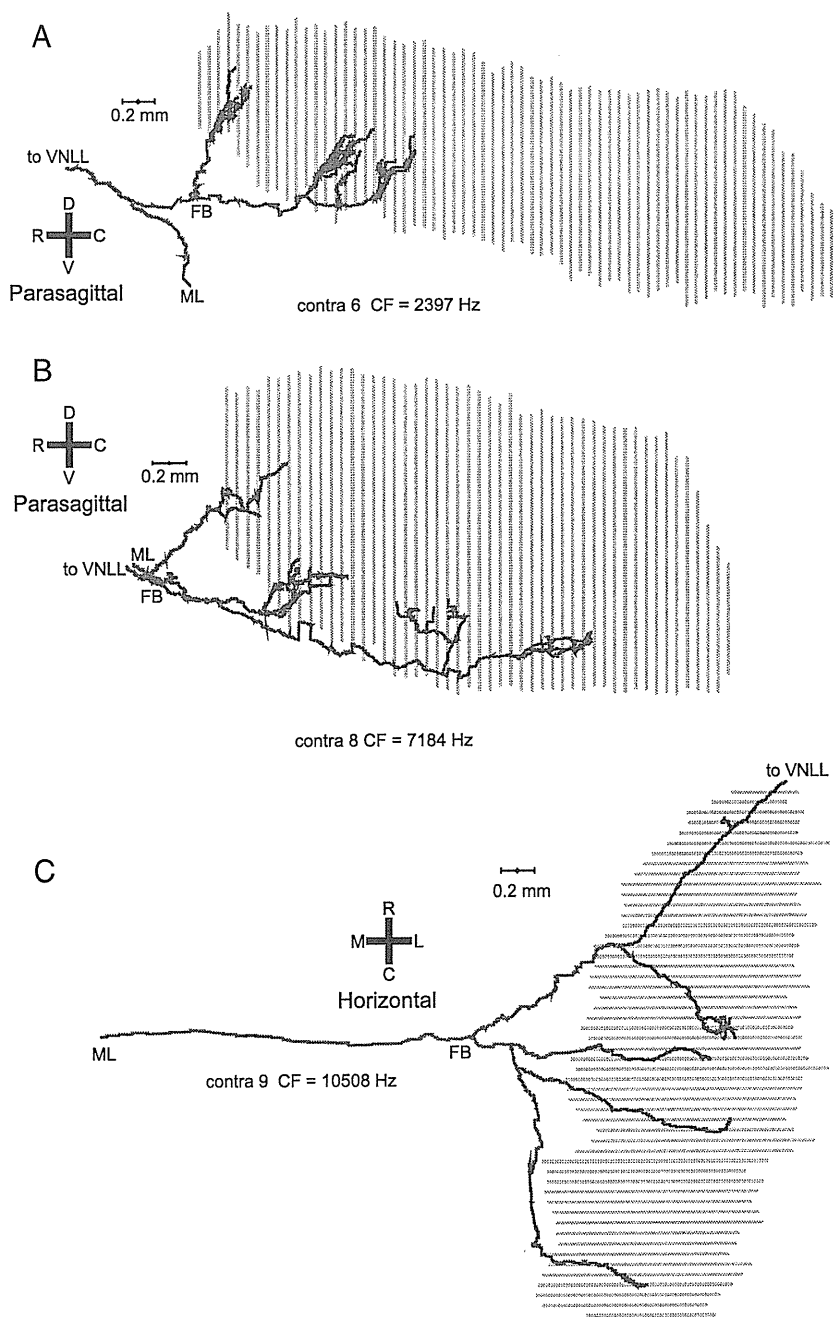 A
0.2 mm
to VNLL
FB
D
R C
V
Parasagittal
ML
contra 6 CF = 2397 Hz
B
D
R C
V
Parasagittal
0.2 mm
ML
to VNLL
FB
contra 8 CF = 7184 Hz
to VNLL
C
0.2 mm
R
M L
C
Horizontal
ML
FB
contra 9 CF = 10508 Hz